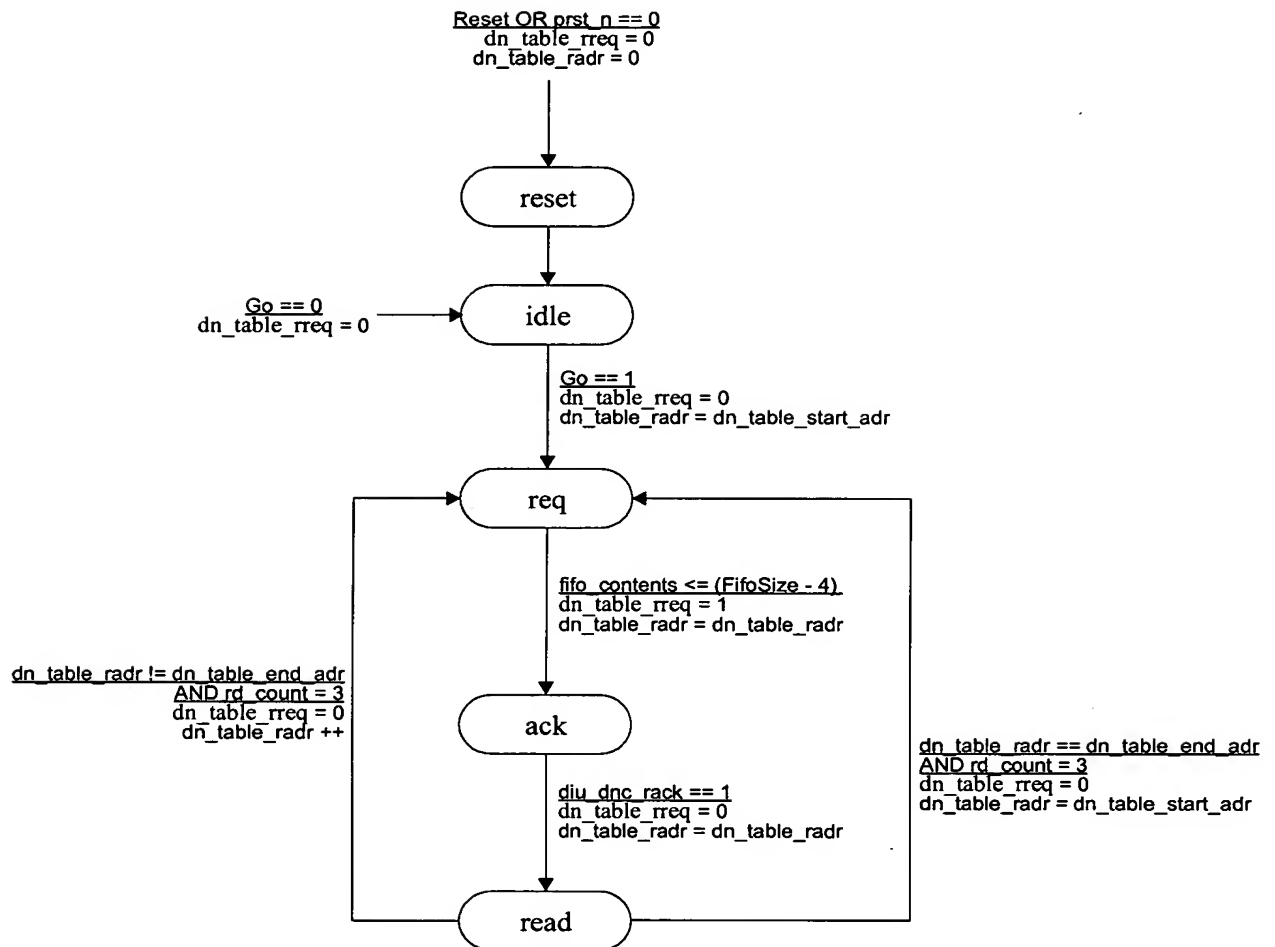 Reset OR prst_n == 0
dn_table_rreq = 0
dn_table_radr = 0
reset
Go == 0
dn_table_rreq = 0
idle
Go == 1
dn_table_rreq = 0
dn_table_radr = dn_table_start_adr
req
fifo_contents <= (FifoSize - 4)
dn_table_rreq = 1
dn_table_radr = dn_table_radr
dn_table_radr != dn_table_end_adr
AND rd_count = 3
dn_table_rreq = 0
dn_table_radr ++
ack
dn_table_radr == dn_table_end_adr
AND rd_count = 3
dn_table_rreq = 0
dn_table_radr = dn_table_start_adr
diu_dnc_rack == 1
dn_table_rreq = 0
dn_table_radr = dn_table_radr
read